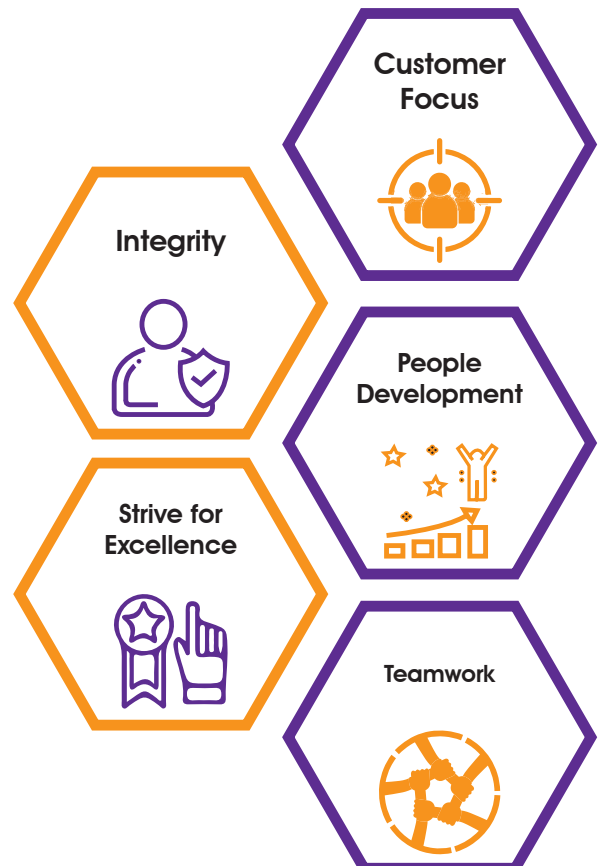 Customer
Focus
Integrity
People
Development
Strive for
Excellence
Teamwork